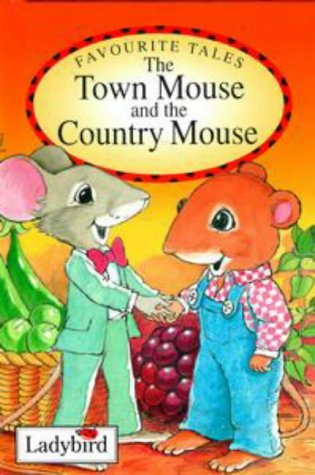 FAVOURITE TALES
The
Town Mouse
and the
Country Mouse
Ladybird